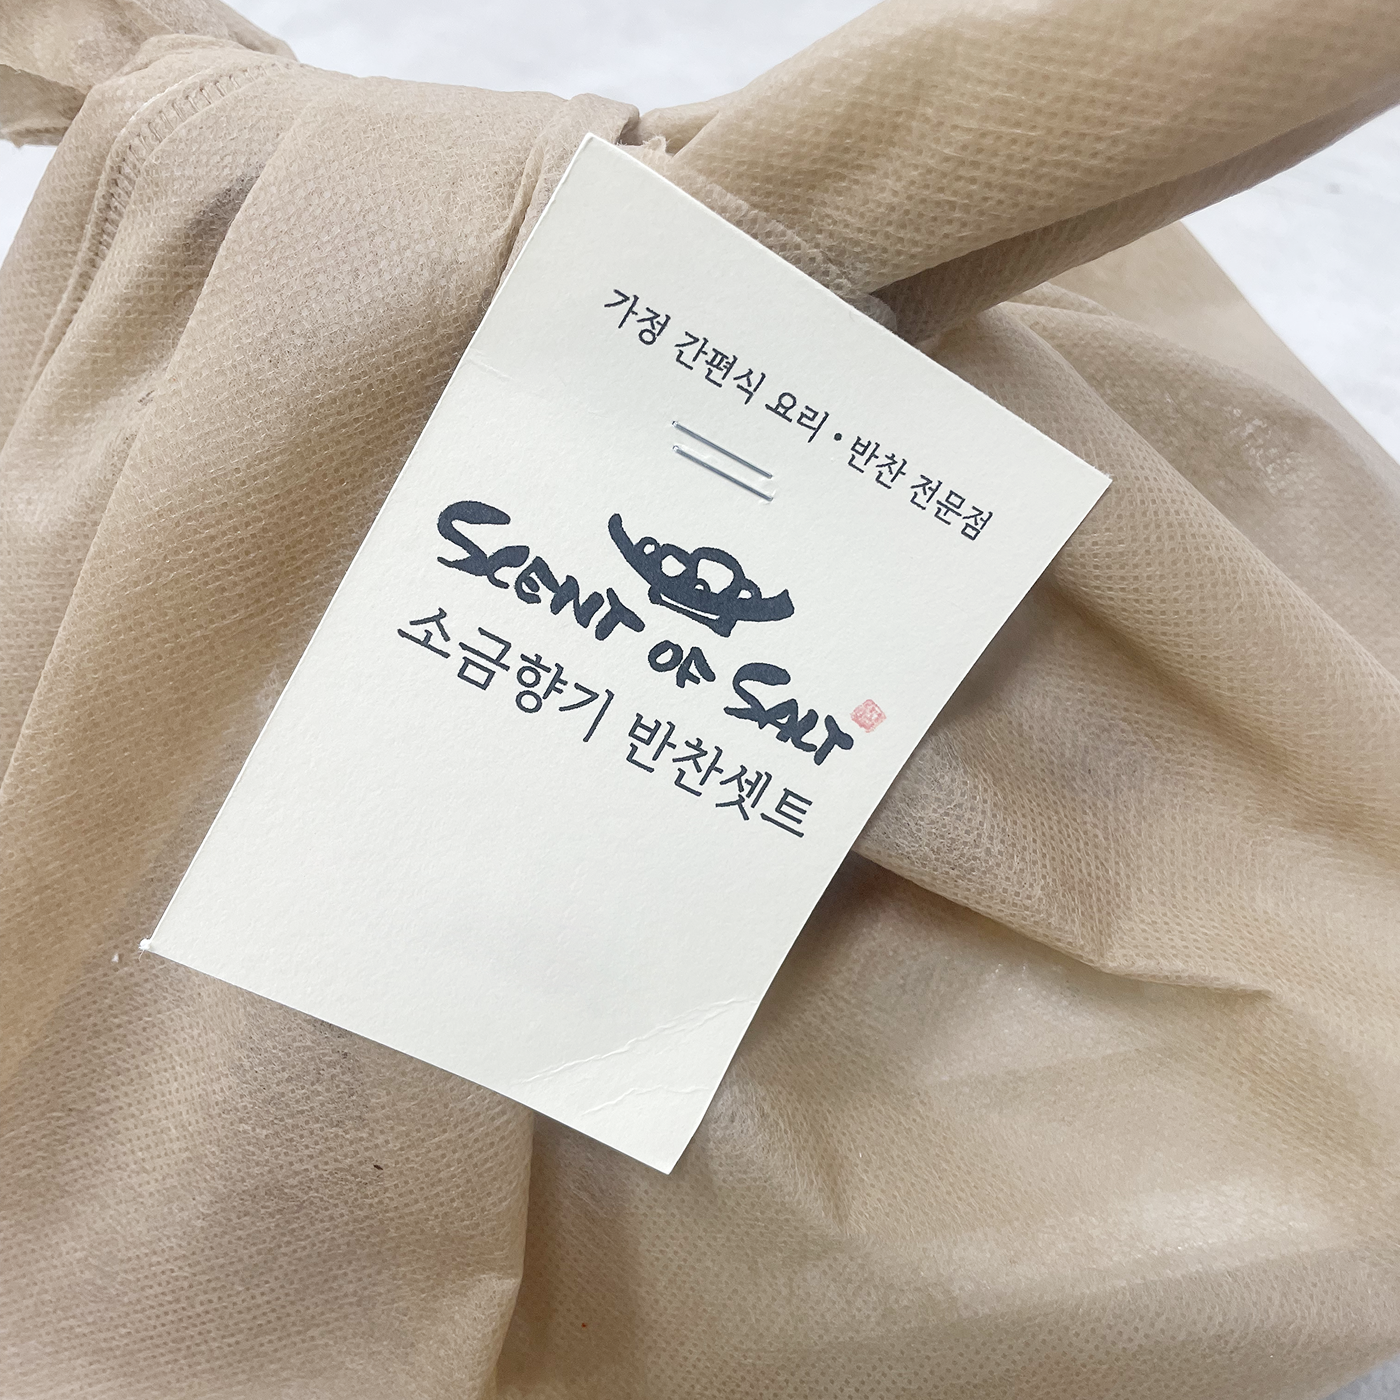 가정 간편식 요리 • 반찬 전문점
SCENT OF SALT
소금향기 반찬셋트